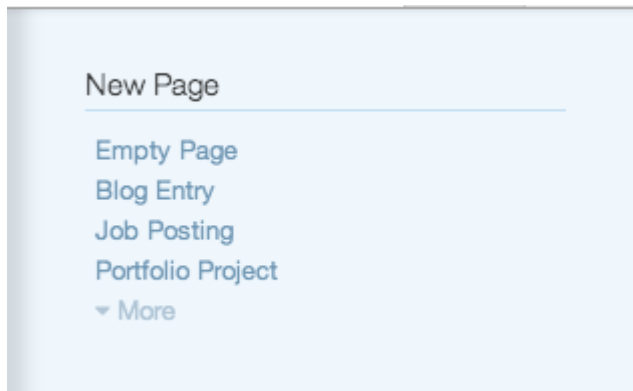 New Page
Empty Page
Blog Entry
Job Posting
Portfolio Project
More